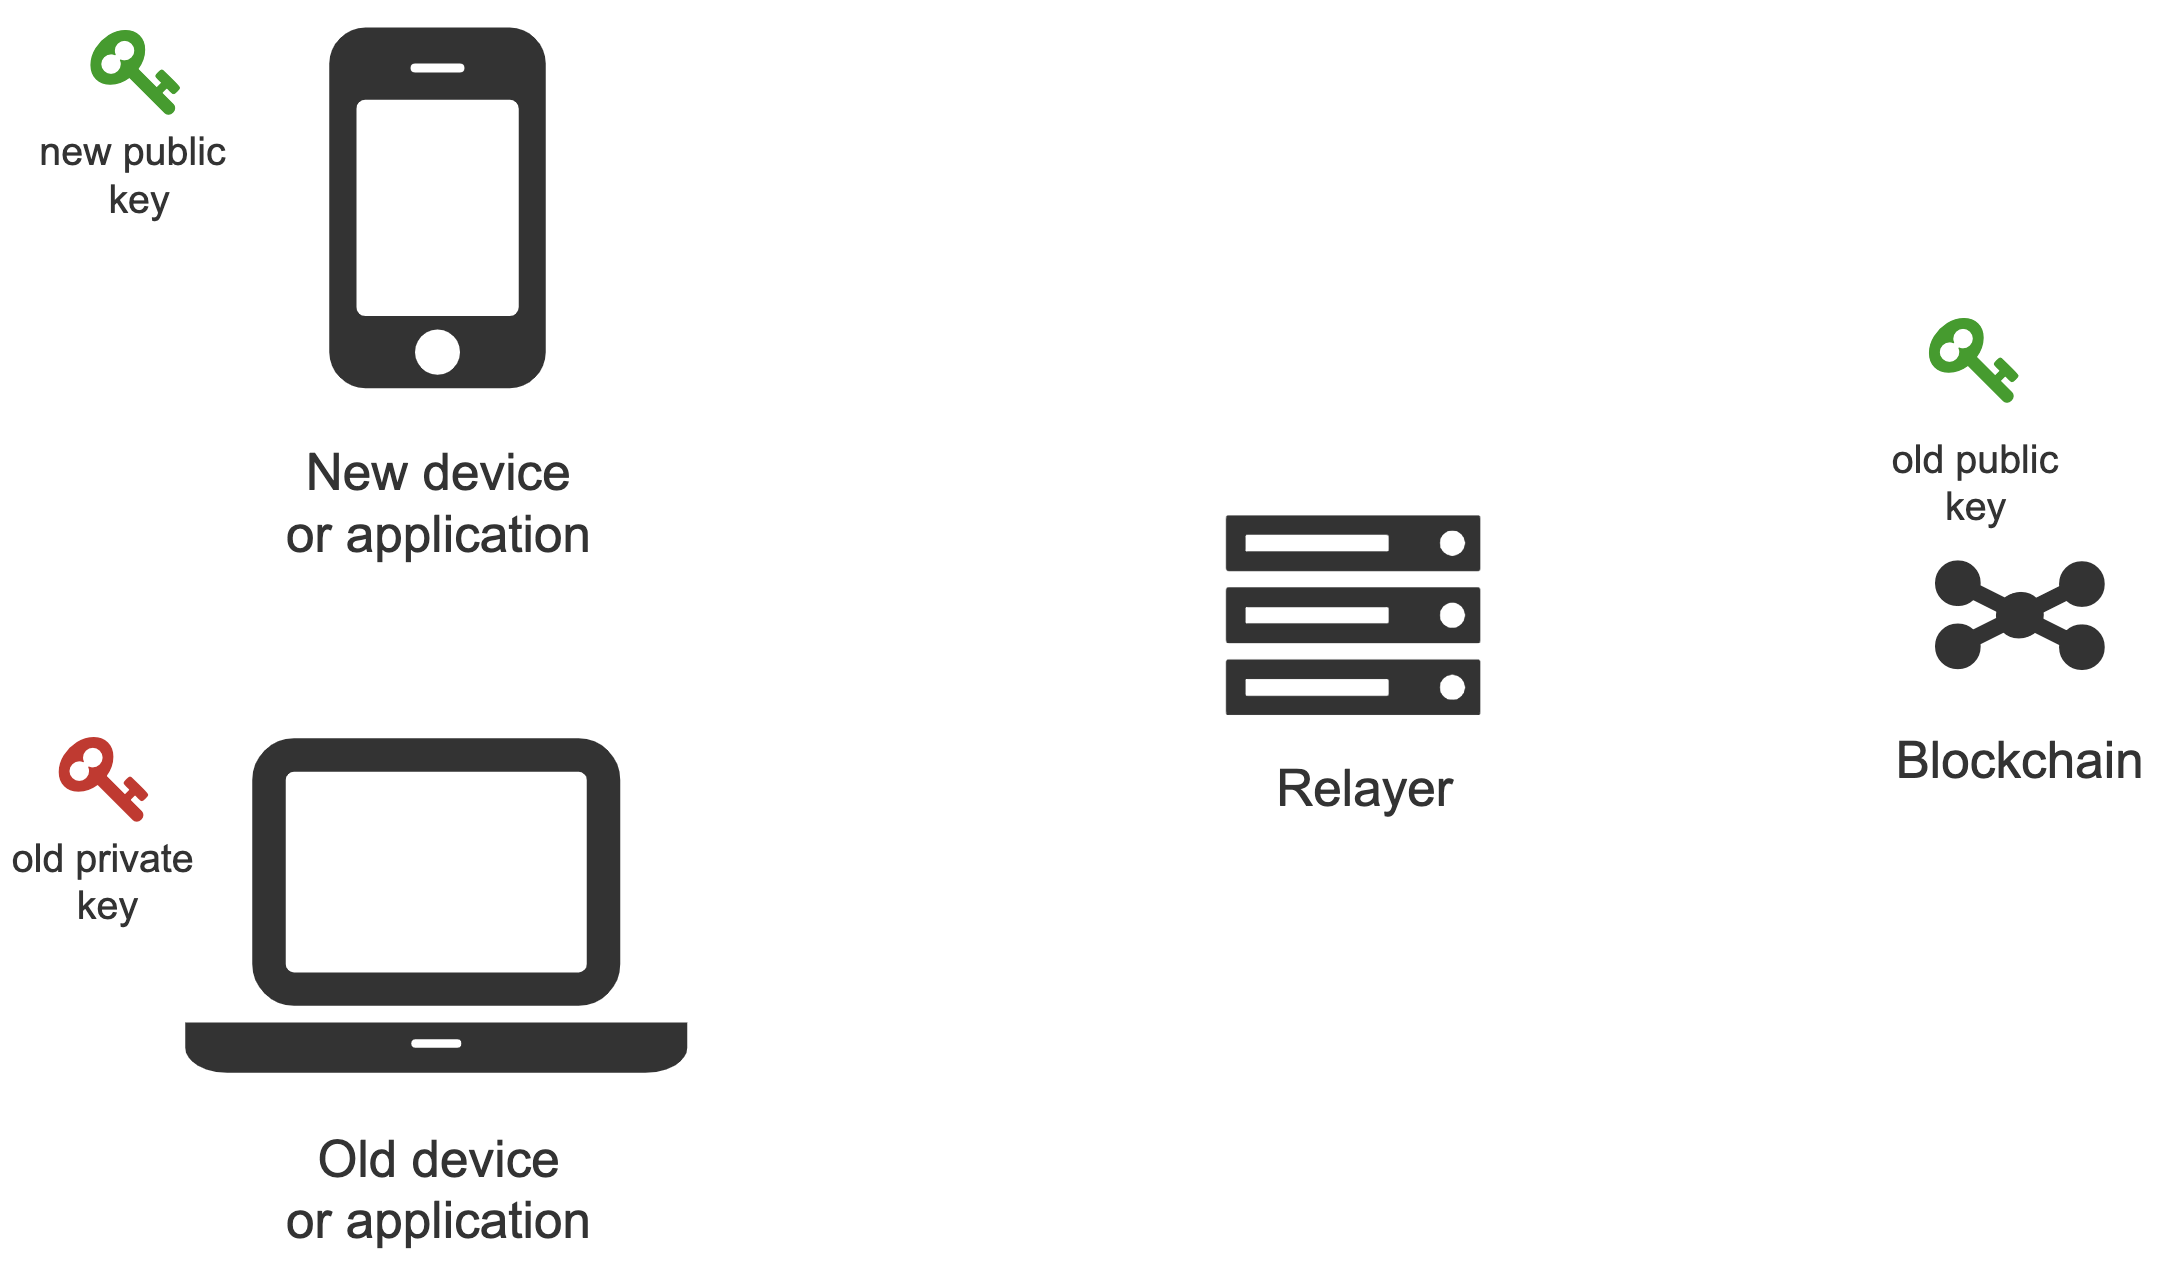 new public
key
New device
or application
old public
key
Relayer
Blockchain
old private
key
Old device
or application